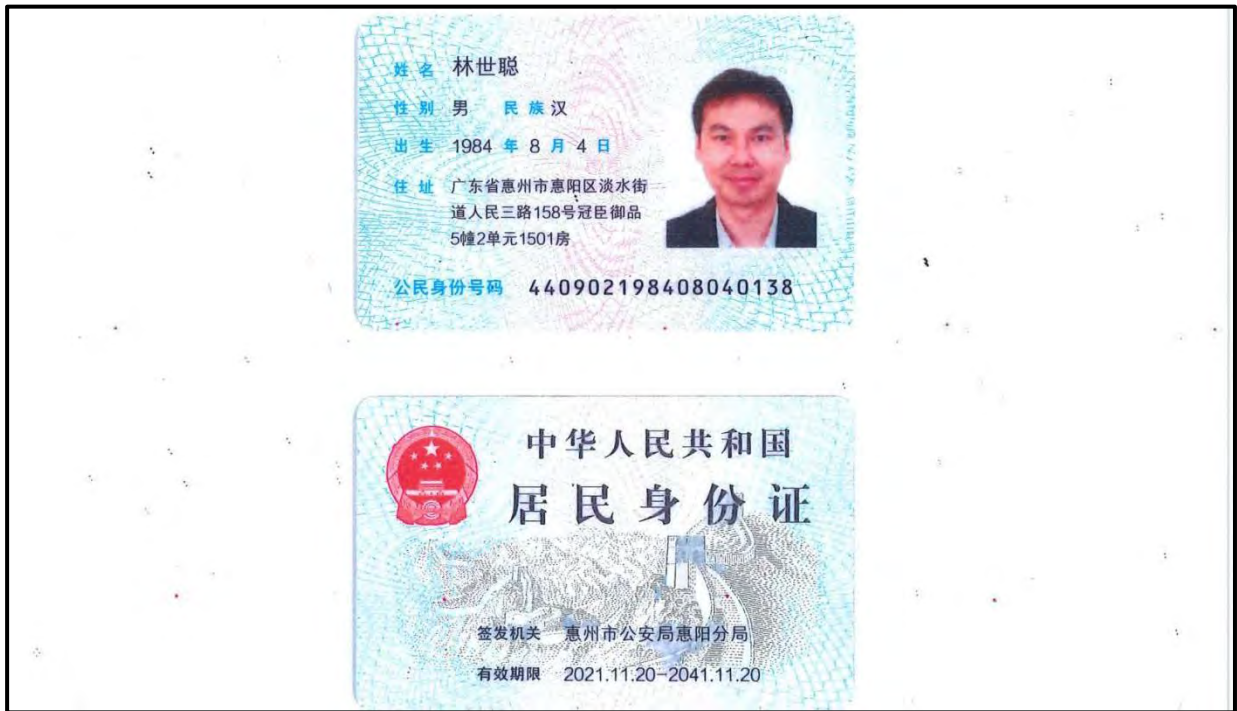 姓名 林世聪
性别 男 民族 汉
出生 1984 年 8 月 4 日
住址 广东省惠州市惠阳区淡水街
道人民三路158号冠臣御品
5幢2单元1501房
公民身份号码 440902198408040138
中华人民共和国
居民身份证
签发机关 惠州市公安局惠阳分局
有效期限 2021.11.20-2041.11.20